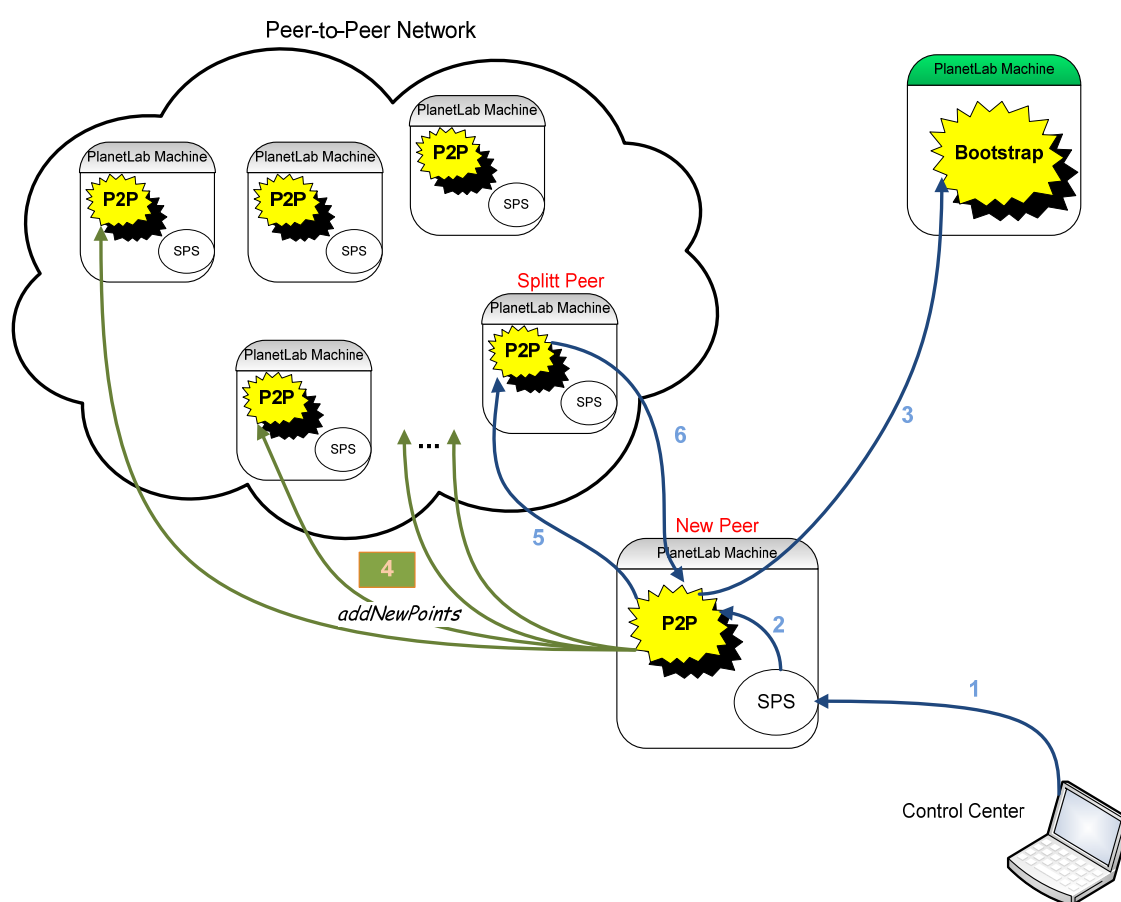 Peer-to-Peer Network
PlanetLab Machine
Bootstrap
PlanetLab Machine
P2P
SPS
PlanetLab Machine
P2P
SPS
PlanetLab Machine
P2P
SPS
Splitt Peer
PlanetLab Machine
P2P
SPS
PlanetLab Machine
P2P
SPS
...
3
6
5
4
addNewPoints
New Peer
PlanetLab Machine
P2P
2
SPS
1
Control Center